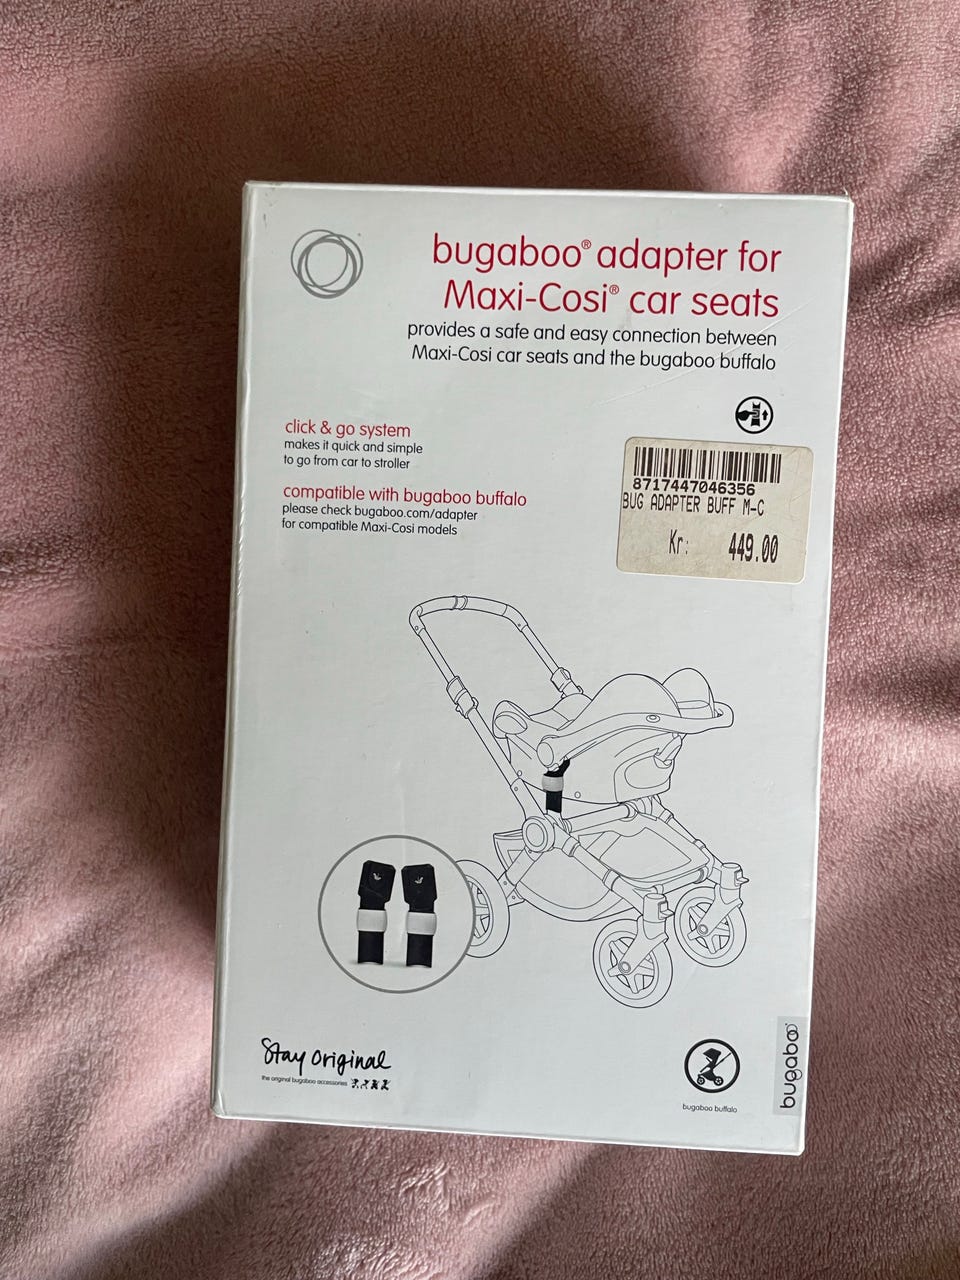 bugaboo® adapter for
Maxi-Cosi® car seats
provides a safe and easy connection between
Maxi-Cosi car seats and the bugaboo buffalo
click & go system
makes it quick and simple
to go from car to stroller
compatible with bugaboo buffalo
please check bugaboo.com/adapter
for compatible Maxi-Cosi models
8717447046356
BUG ADAPTER BUFF M-C
Kr: 449.00
Stay Original
the original bugaboo accessories
bugaboo buffalo
bugaboo